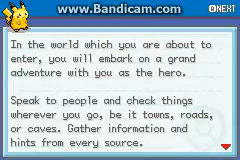 www.Bandicam.com
NEXT
In the world which you are about to
enter, you will embark on a grand
adventure with you as the hero.
Speak to people and check things
wherever you go, be it towns, roads,
or caves. Gather information and
hints from every source.